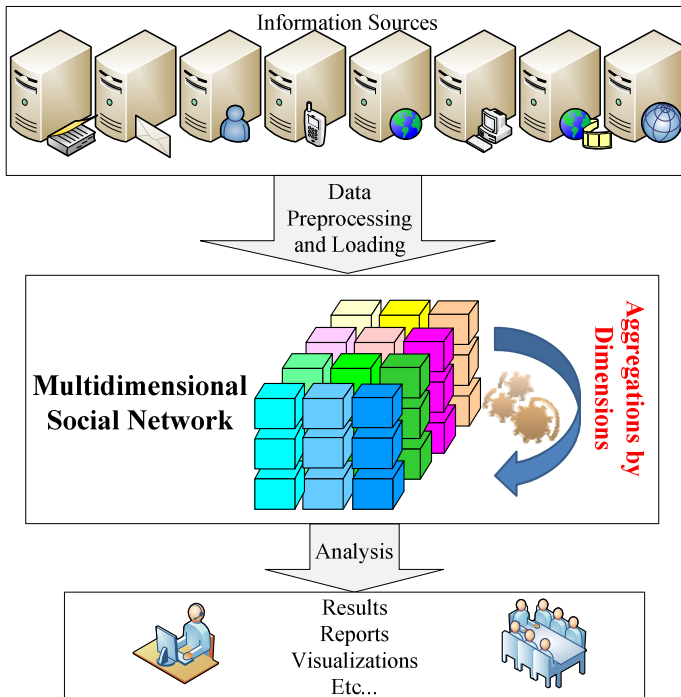 Information Sources
Data
Preprocessing
and Loading
Multidimensional
Social Network
Aggregations by
Dimensions
Analysis
Results
Reports
Visualizations
Etc...